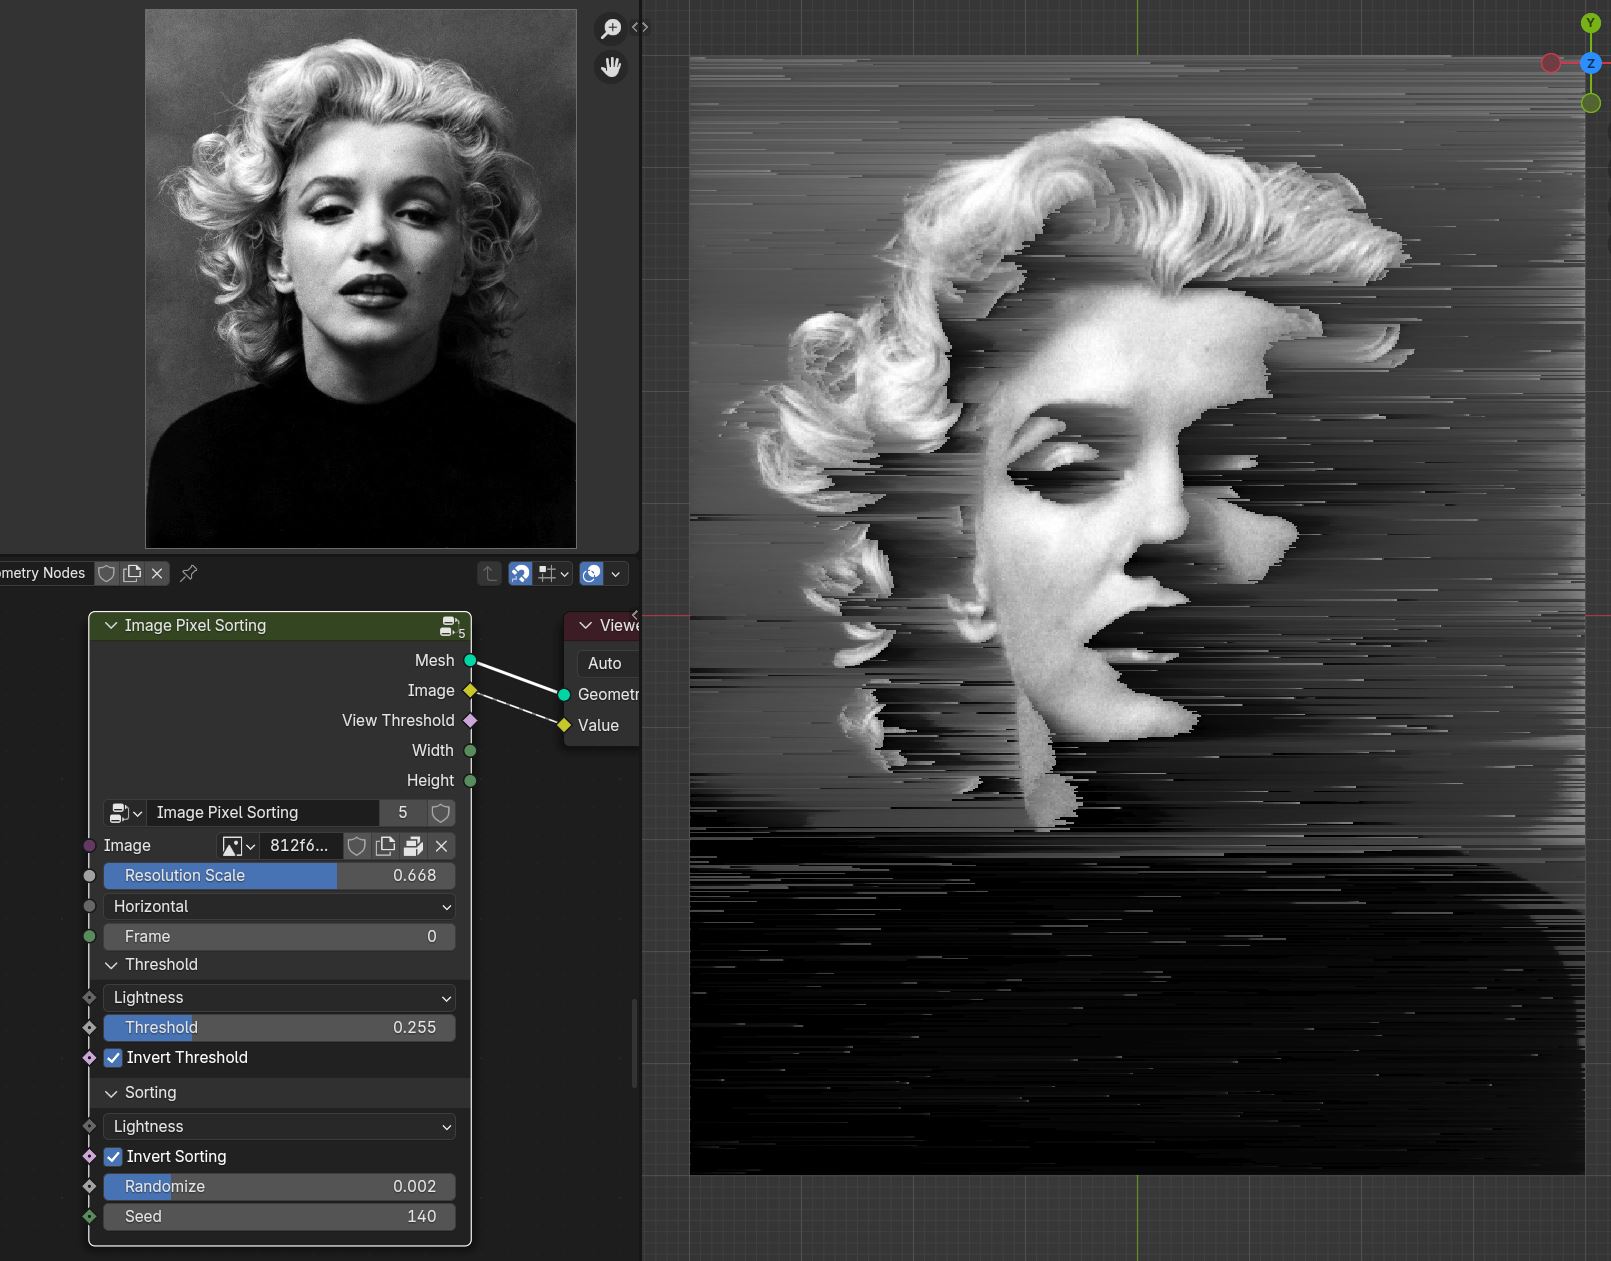 Y
Z
ometry Nodes
Image Pixel Sorting
5
Mesh
Image
View Threshold
Width
Height
Image Pixel Sorting 5
Image 812f6...
Resolution Scale 0.668
Horizontal
Frame 0
Threshold
Lightness
Threshold 0.255
Invert Threshold
Sorting
Lightness
Invert Sorting
Randomize 0.002
Seed 140
Viewe
Auto
Geometr
Value